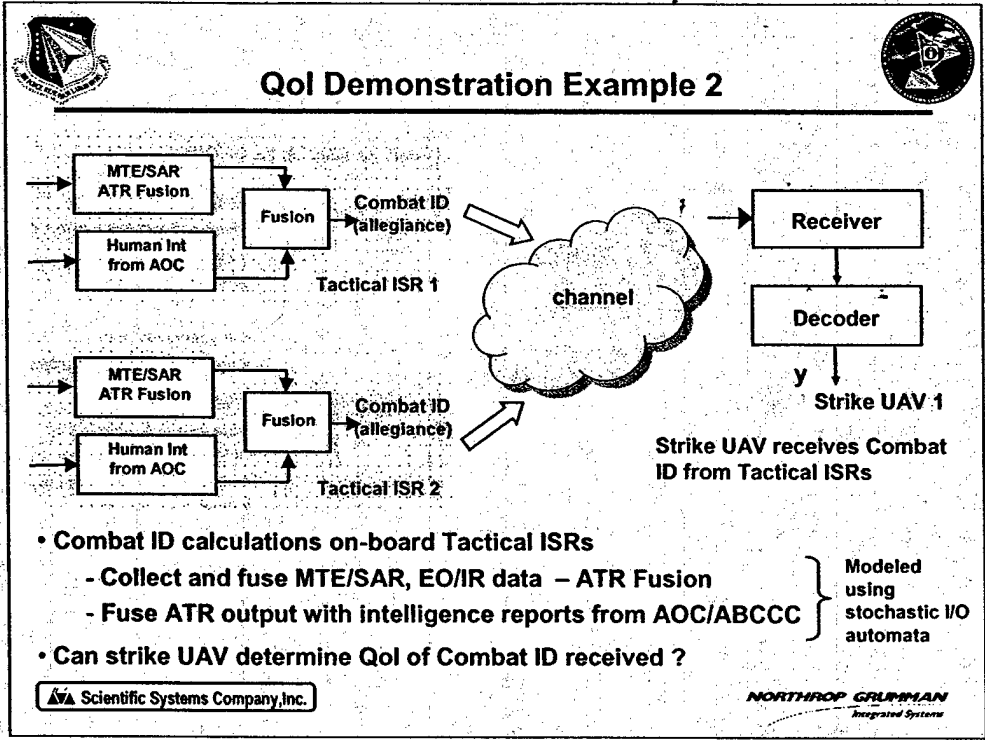 QoI Demonstration Example 2
MTE/SAR
ATR Fusion
Human Int
from AOC
Fusion
Combat ID
(allegiance)
Tactical ISR 1
MTE/SAR
ATR Fusion
Human Int
from AOC
Fusion
Combat ID
(allegiance)
Tactical ISR 2
channel
Receiver
Decoder
y
Strike UAV 1
Strike UAV receives Combat
ID from Tactical ISRs
• Combat ID calculations on-board Tactical ISRs
- Collect and fuse MTE/SAR, EO/IR data – ATR Fusion
- Fuse ATR output with intelligence reports from AOC/ABCCC
Modeled
using
stochastic I/O
automata
• Can strike UAV determine QoI of Combat ID received ?
Scientific Systems Company,Inc.
NORTHROP GRUMMAN
Integrated Systems